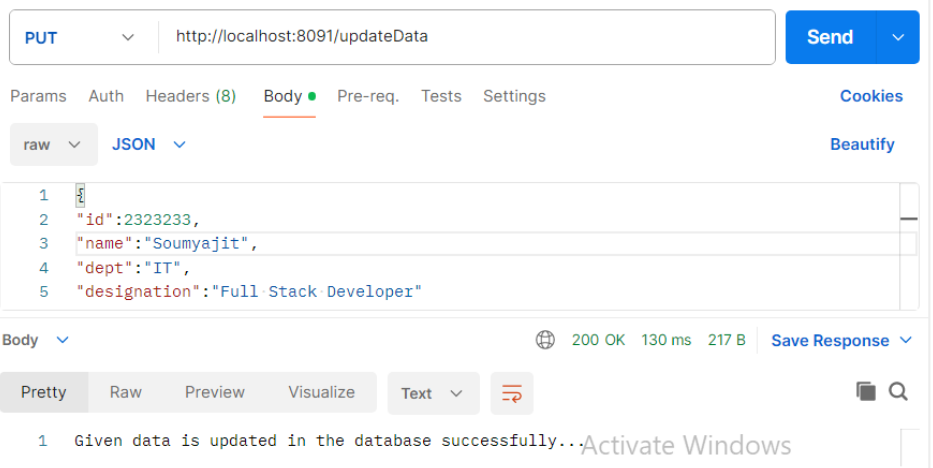 PUT http://localhost:8091/updateData Send
Params Auth Headers (8) Body Pre-req. Tests Settings Cookies
raw JSON Beautify
1 {
2 "id":2323233,
3 "name":"Soumyajit",
4 "dept":"IT",
5 "designation":"Full Stack Developer"
Body 200 OK 130 ms 217 B Save Response
Pretty Raw Preview Visualize Text
1 Given data is updated in the database successfully...
Activate Windows